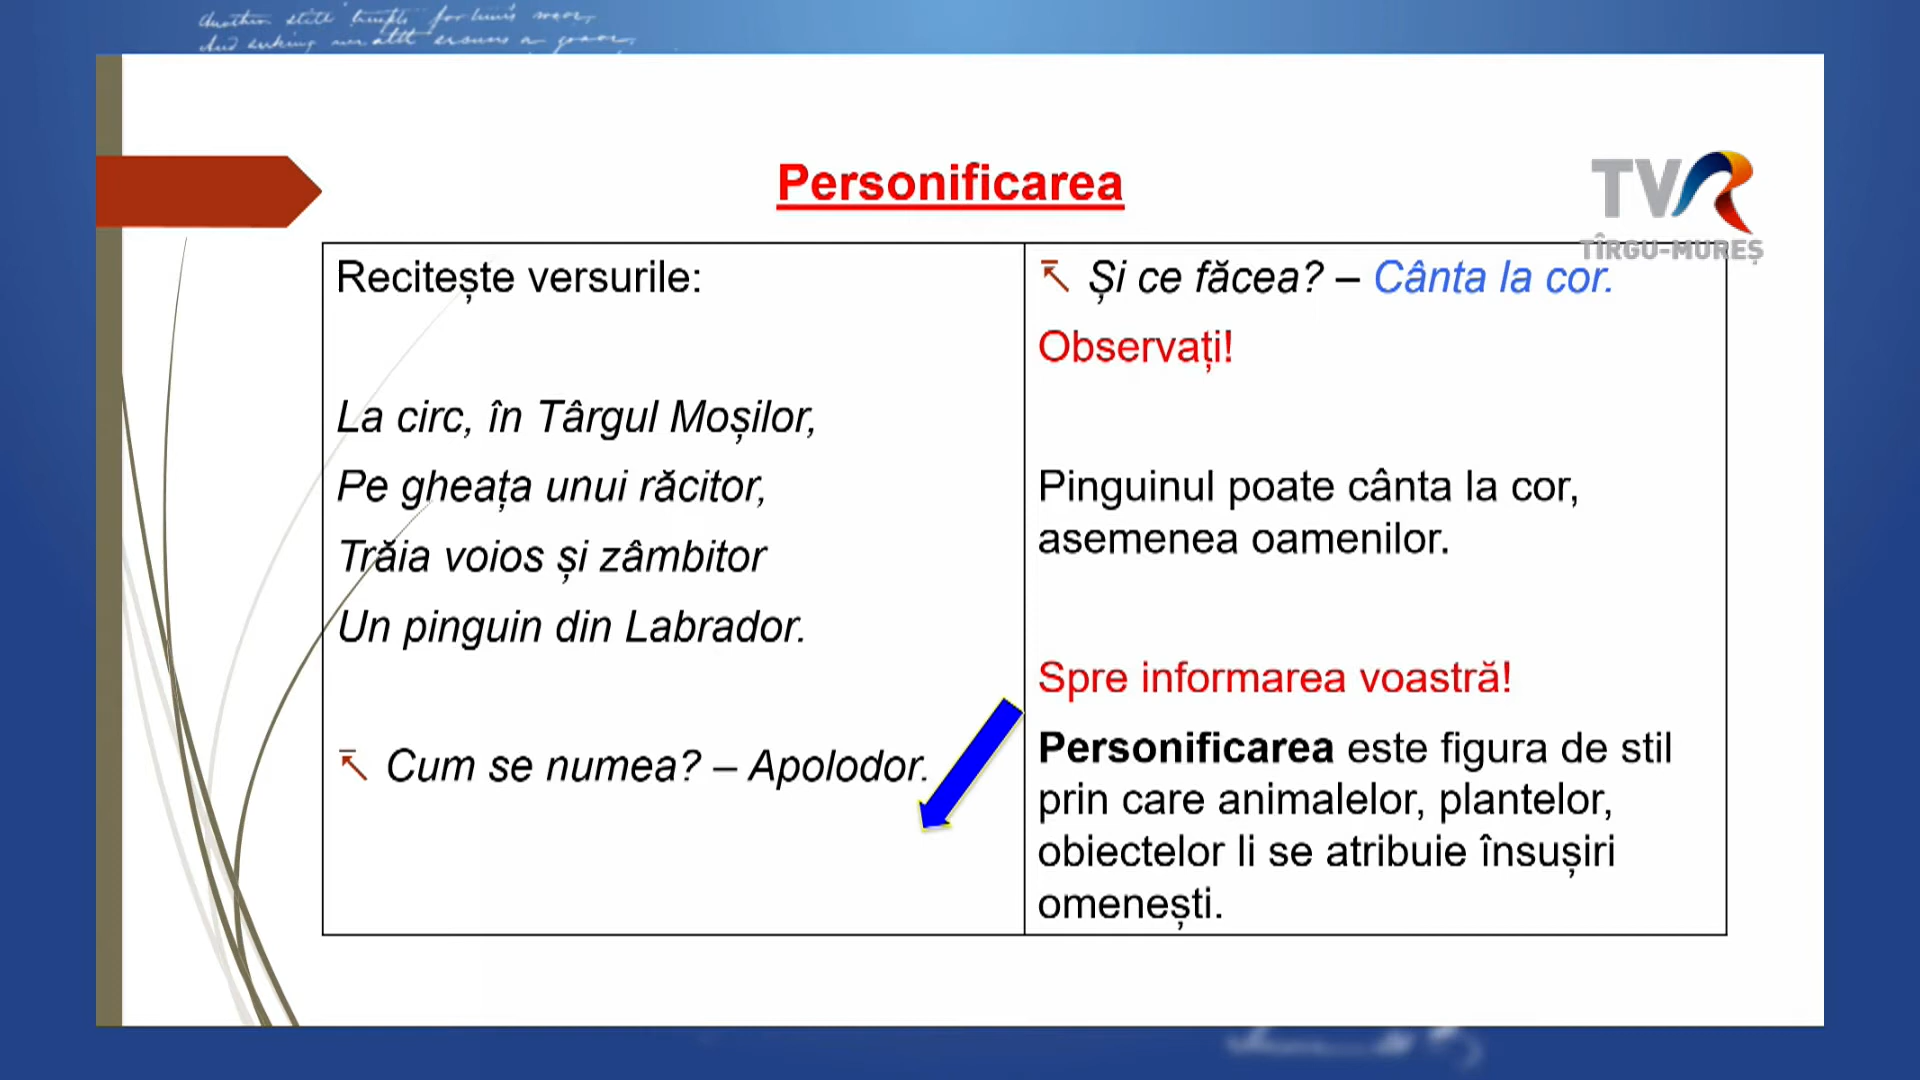 Personificarea
TVR
TÎRGU-MUREȘ
Recitește versurile:
La circ, în Târgul Moșilor,
Pe gheața unui răcitor,
Trăia voios și zâmbitor
Un pinguin din Labrador.
Cum se numea? – Apolodor.
Și ce făcea? – Cânta la cor.
Observați!
Pinguinul poate cânta la cor,
asemenea oamenilor.
Spre informarea voastră!
Personificarea este figura de stil
prin care animalelor, plantelor,
obiectelor li se atribuie însușiri
omenești.